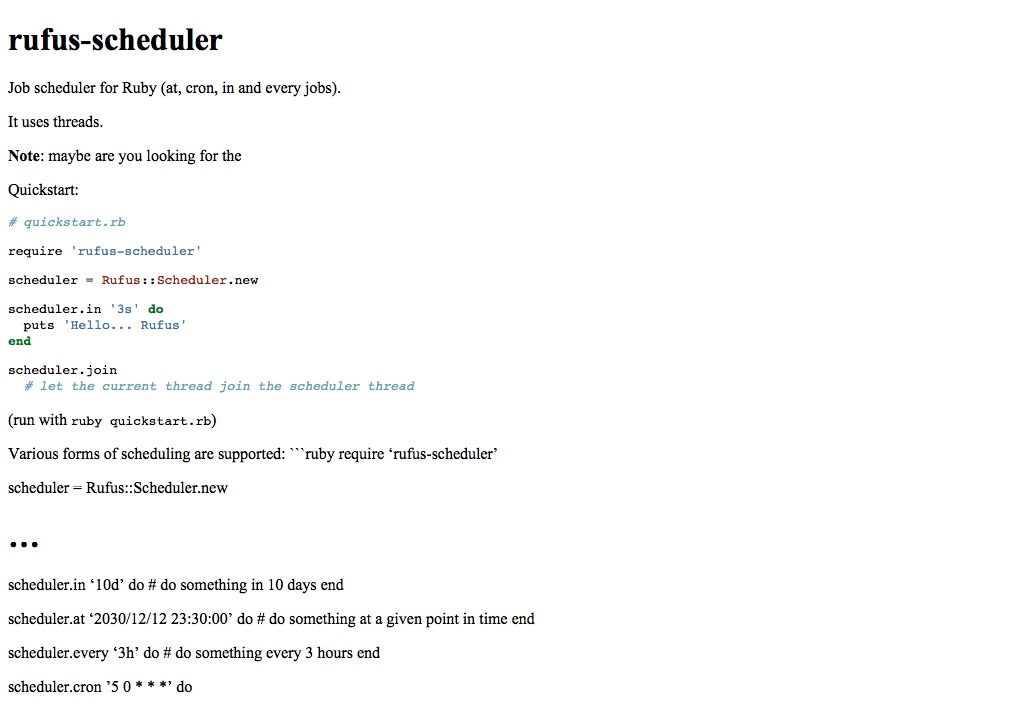 rufus-scheduler
Job scheduler for Ruby (at, cron, in and every jobs).
It uses threads.
Note: maybe are you looking for the
Quickstart:
# quickstart.rb
require 'rufus-scheduler'
scheduler = Rufus::Scheduler.new
scheduler.in '3s' do
  puts 'Hello... Rufus'
end
scheduler.join
  # let the current thread join the scheduler thread
(run with ruby quickstart.rb)
Various forms of scheduling are supported: ```ruby require ‘rufus-scheduler’
scheduler = Rufus::Scheduler.new
…
scheduler.in ‘10d’ do # do something in 10 days end
scheduler.at ‘2030/12/12 23:30:00’ do # do something at a given point in time end
scheduler.every ‘3h’ do # do something every 3 hours end
scheduler.cron ’5 0 * * *’ do